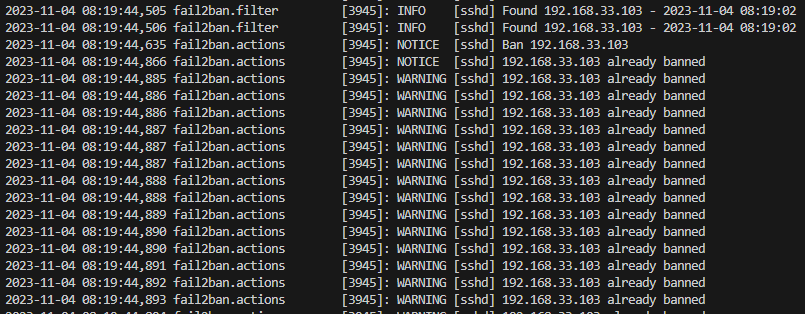 2023-11-04 08:19:44,505 fail2ban.filter [3945]: INFO [sshd] Found 192.168.33.103 - 2023-11-04 08:19:02
2023-11-04 08:19:44,506 fail2ban.filter [3945]: INFO [sshd] Found 192.168.33.103 - 2023-11-04 08:19:02
2023-11-04 08:19:44,635 fail2ban.actions [3945]: NOTICE [sshd] Ban 192.168.33.103
2023-11-04 08:19:44,866 fail2ban.actions [3945]: NOTICE [sshd] 192.168.33.103 already banned
2023-11-04 08:19:44,885 fail2ban.actions [3945]: WARNING [sshd] 192.168.33.103 already banned
2023-11-04 08:19:44,886 fail2ban.actions [3945]: WARNING [sshd] 192.168.33.103 already banned
2023-11-04 08:19:44,886 fail2ban.actions [3945]: WARNING [sshd] 192.168.33.103 already banned
2023-11-04 08:19:44,887 fail2ban.actions [3945]: WARNING [sshd] 192.168.33.103 already banned
2023-11-04 08:19:44,887 fail2ban.actions [3945]: WARNING [sshd] 192.168.33.103 already banned
2023-11-04 08:19:44,887 fail2ban.actions [3945]: WARNING [sshd] 192.168.33.103 already banned
2023-11-04 08:19:44,888 fail2ban.actions [3945]: WARNING [sshd] 192.168.33.103 already banned
2023-11-04 08:19:44,888 fail2ban.actions [3945]: WARNING [sshd] 192.168.33.103 already banned
2023-11-04 08:19:44,889 fail2ban.actions [3945]: WARNING [sshd] 192.168.33.103 already banned
2023-11-04 08:19:44,890 fail2ban.actions [3945]: WARNING [sshd] 192.168.33.103 already banned
2023-11-04 08:19:44,890 fail2ban.actions [3945]: WARNING [sshd] 192.168.33.103 already banned
2023-11-04 08:19:44,891 fail2ban.actions [3945]: WARNING [sshd] 192.168.33.103 already banned
2023-11-04 08:19:44,892 fail2ban.actions [3945]: WARNING [sshd] 192.168.33.103 already banned
2023-11-04 08:19:44,893 fail2ban.actions [3945]: WARNING [sshd] 192.168.33.103 already banned